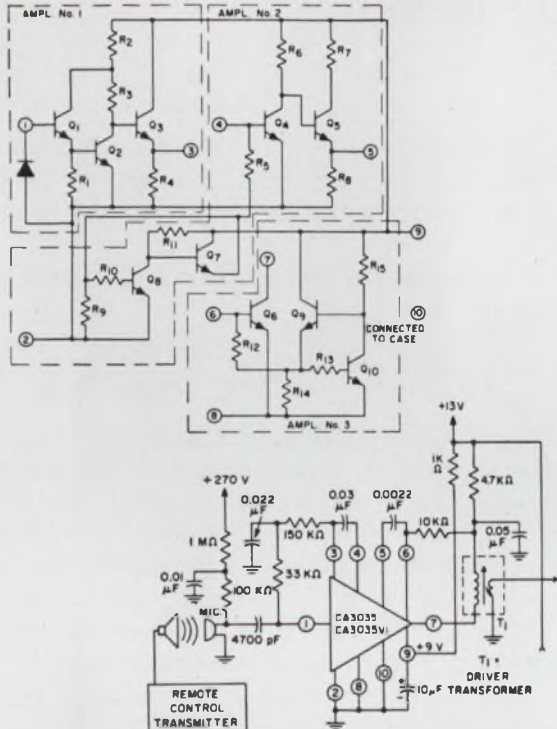 AMPL. No. 1
AMPL. No. 2
R2
R6
R7
R3
1
Q1
Q2
Q3
4
Q4
Q5
3
R5
5
R1
R4
R8
R11
Q7
9
7
R15
R10
Q8
R9
6
Q6
Q9
10
CONNECTED
TO CASE
R12
R13
Q10
2
R14
8
AMPL. No. 3
+13V
+270 V
1K
Ω
4.7KΩ
0.022
μF
0.03
μF
0.0022
μF
10KΩ
1 MΩ
150 KΩ
0.05
μF
3
4
5
6
0.01
μF
100 KΩ
33 KΩ
MIC.
1
CA3035
CA3035V1
7
T1
4700 pF
9
+9 V
2
8
10
10μF
T1 =
DRIVER
TRANSFORMER
REMOTE
CONTROL
TRANSMITTER